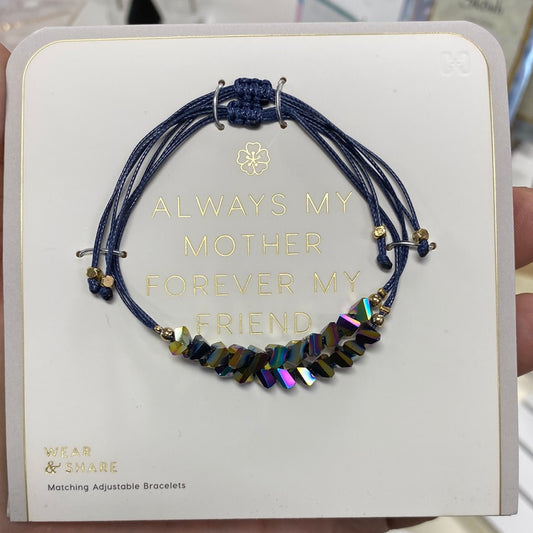 ALWAYS MY
MOTHER
FOREVER MY
FRIEND
WEAR
& SHARE
Matching Adjustable Bracelets